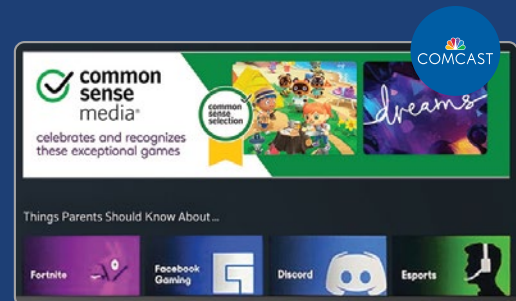 COMCAST
common
sense
media®
celebrates and recognizes
these exceptional games
common
sense
selection
dreams
Things Parents Should Know About...
Fortnite
Facebook
Gaming
Discord
Esports